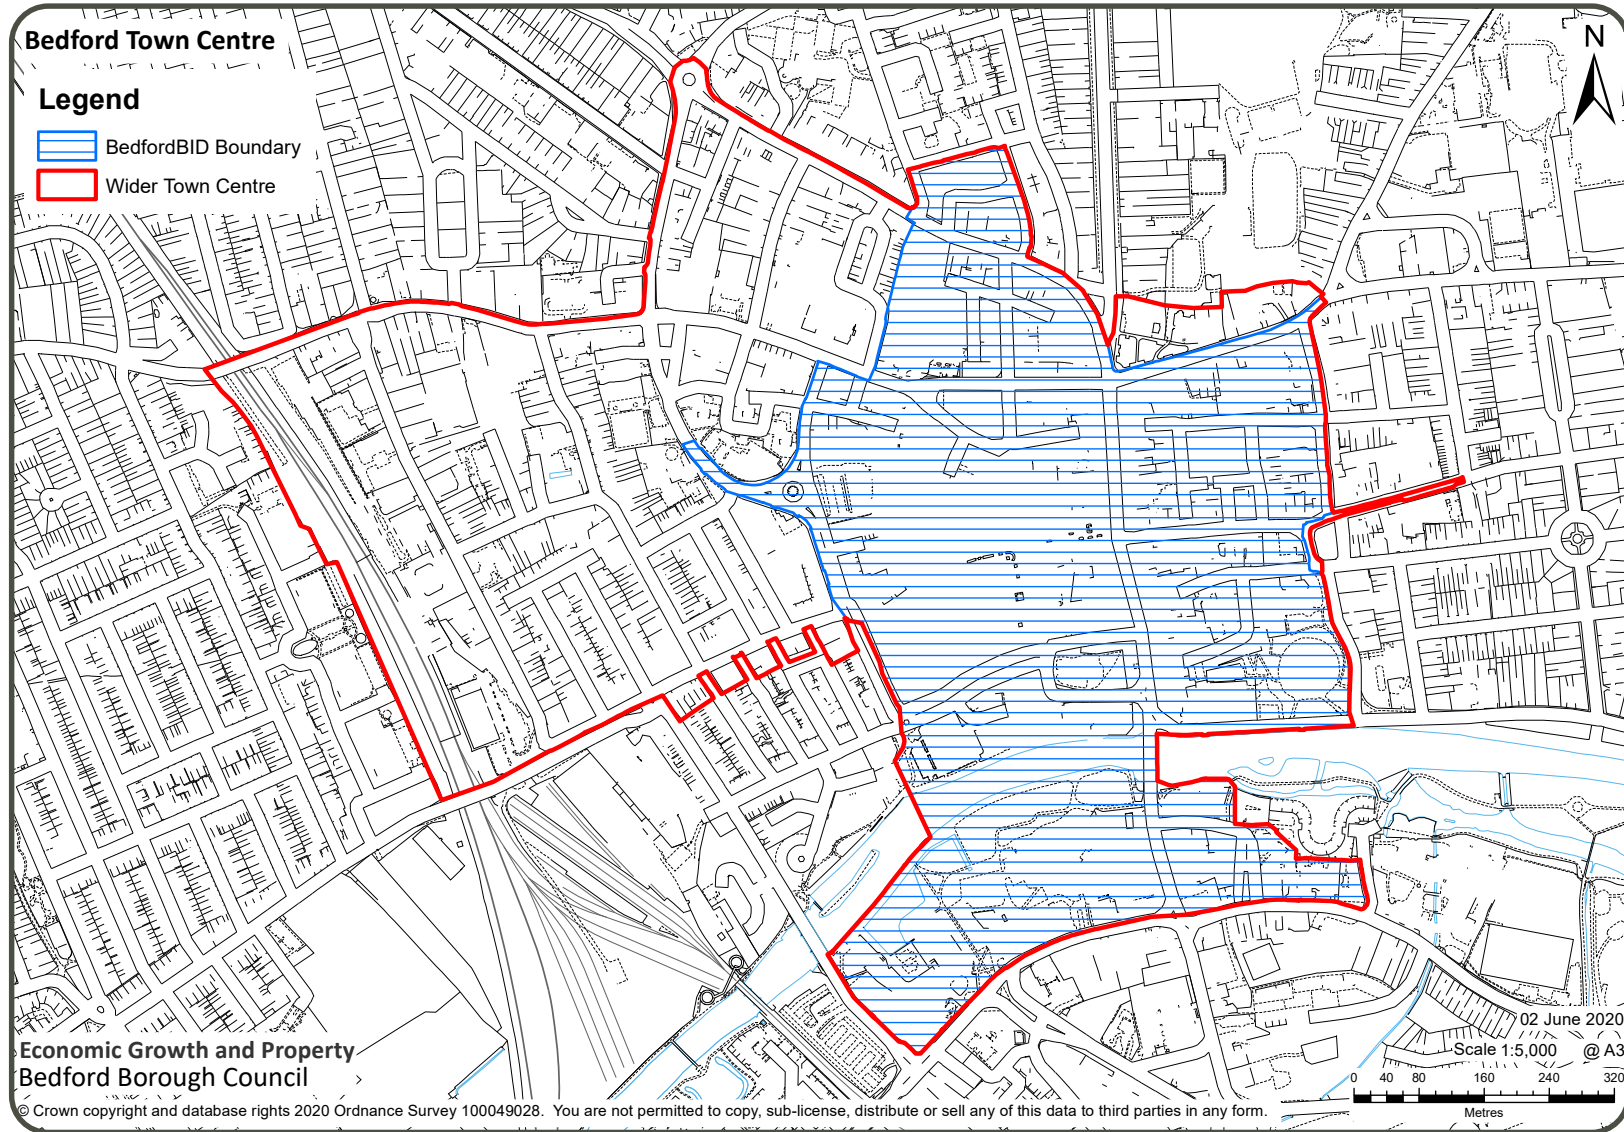 Bedford Town Centre
N
Legend
BedfordBID Boundary
Wider Town Centre
02 June 2020
Economic Growth and Property
Scale 1:5,000 @ A3
Bedford Borough Council
0 40 80 160 240 320
Metres
© Crown copyright and database rights 2020 Ordnance Survey 100049028. You are not permitted to copy, sub-license, distribute or sell any of this data to third parties in any form.